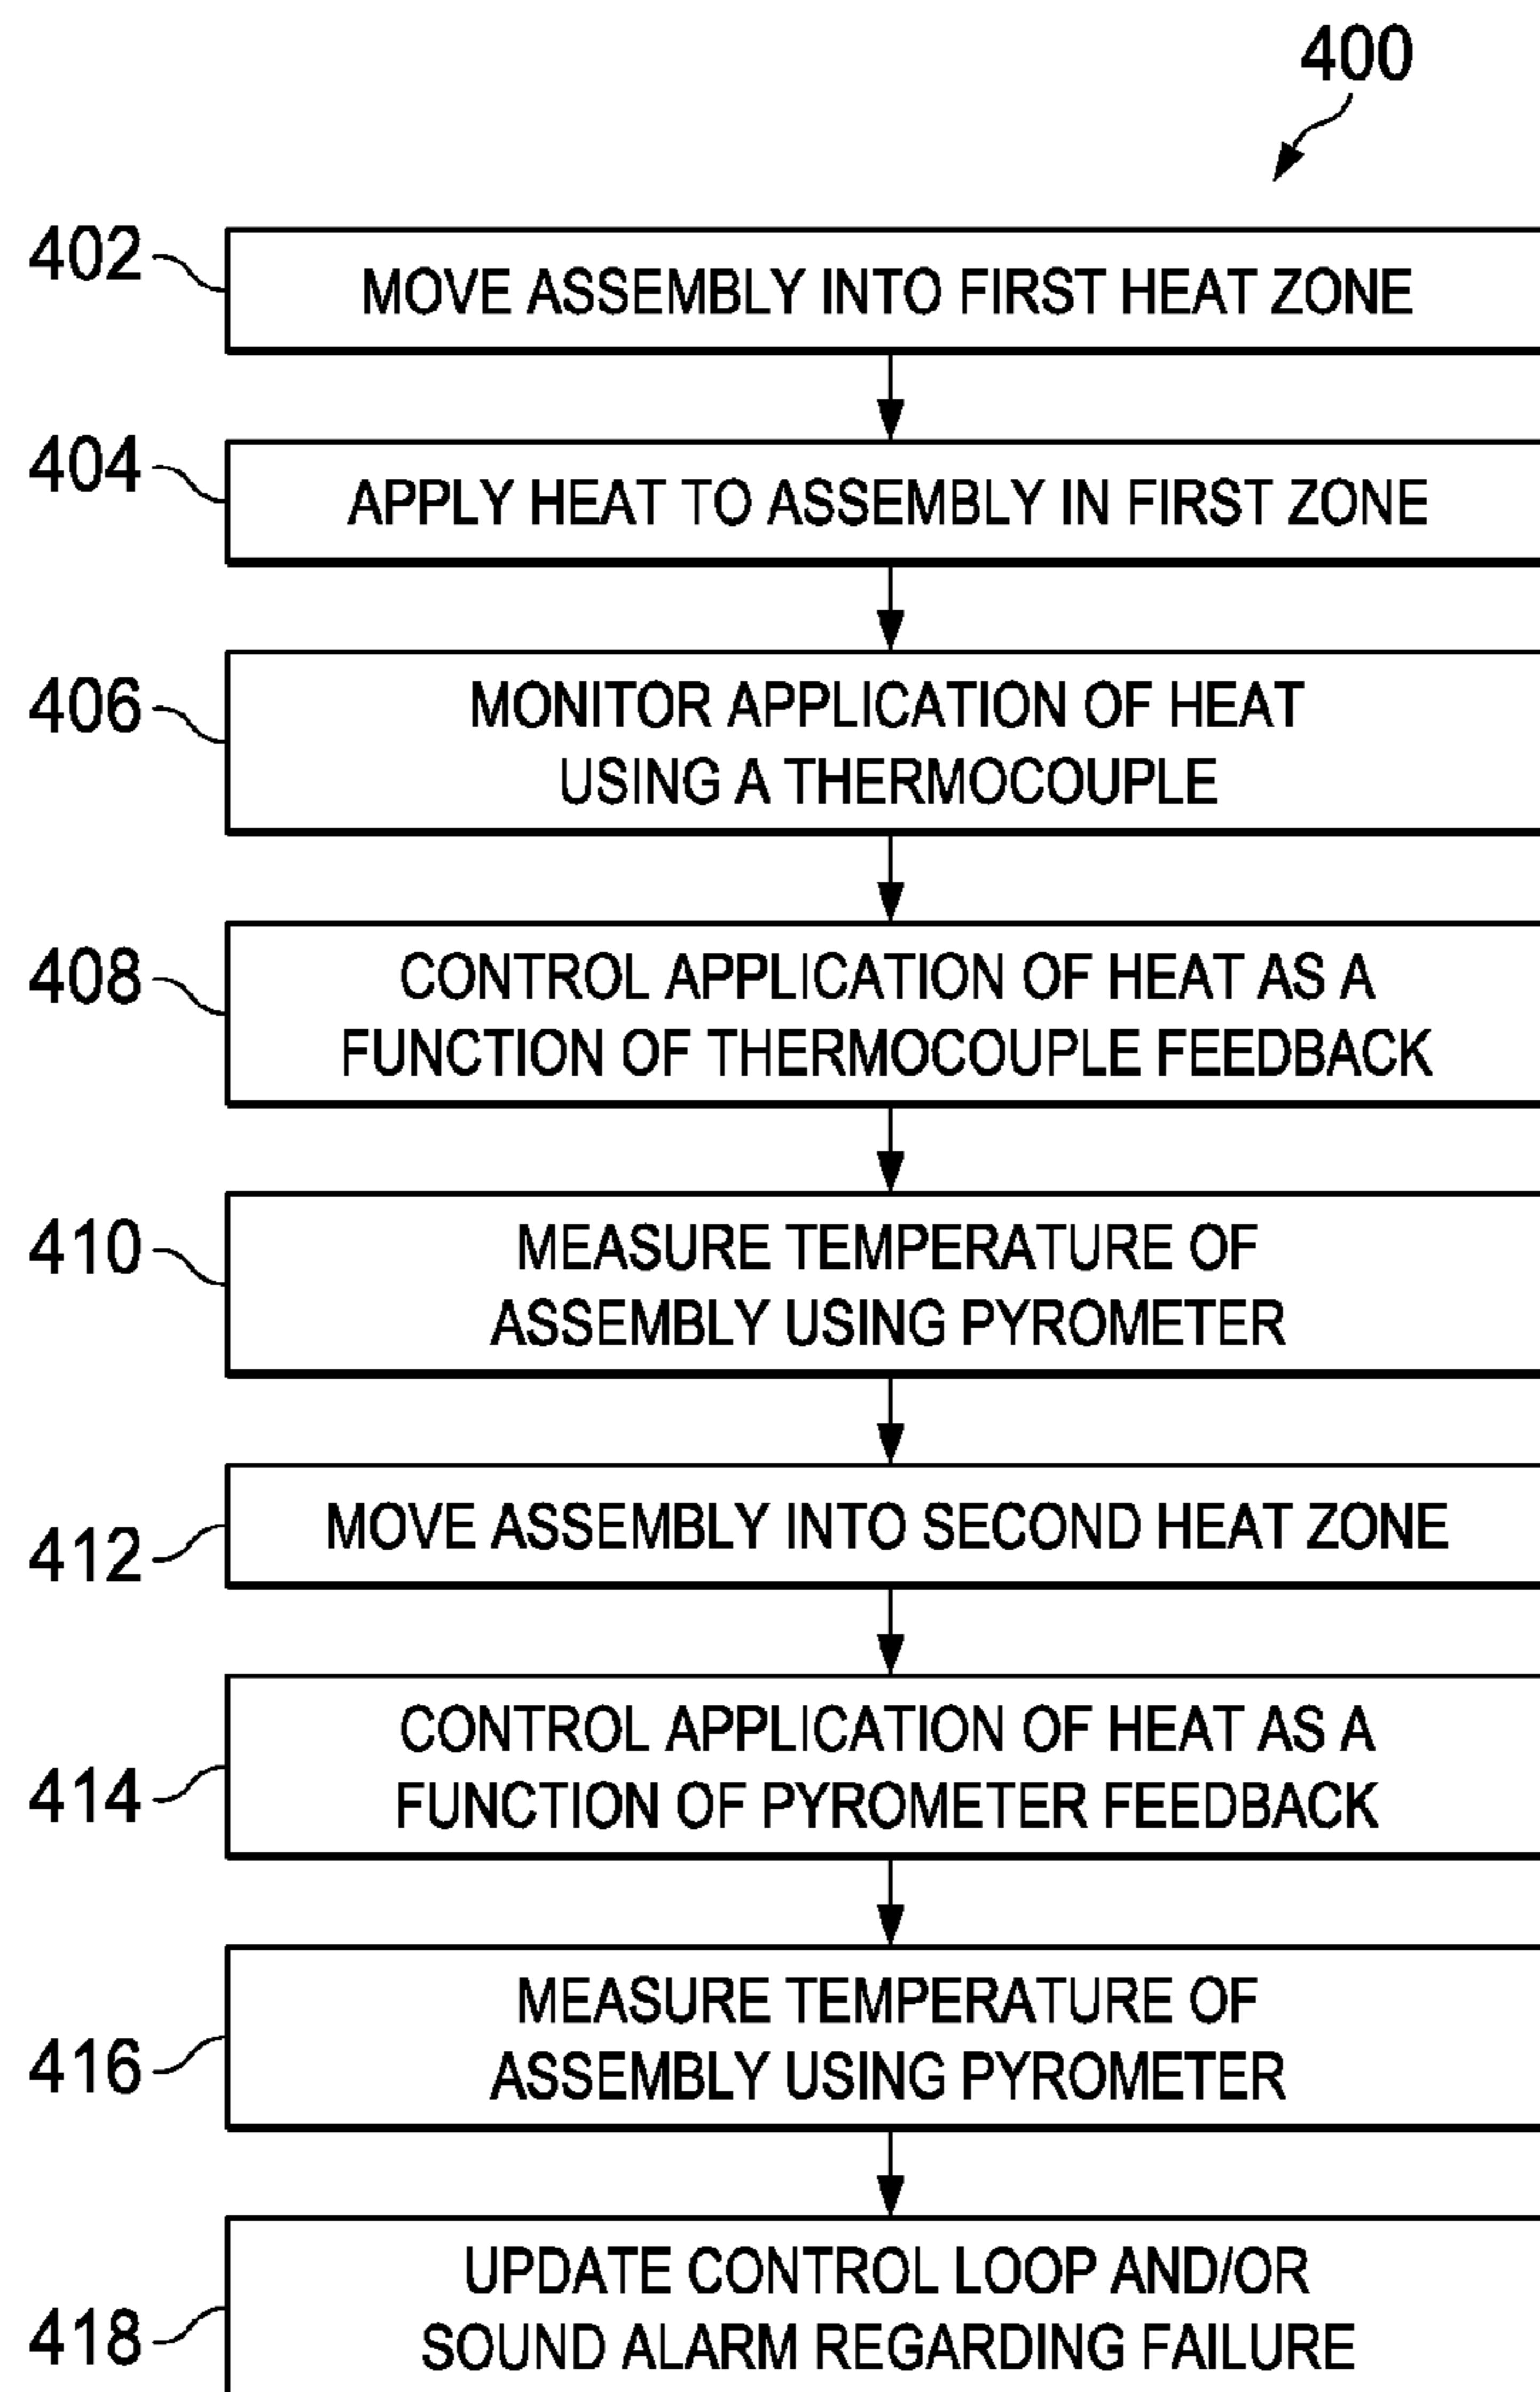 400
402
MOVE ASSEMBLY INTO FIRST HEAT ZONE
404
APPLY HEAT TO ASSEMBLY IN FIRST ZONE
406
MONITOR APPLICATION OF HEAT
USING A THERMOCOUPLE
408
CONTROL APPLICATION OF HEAT AS A
FUNCTION OF THERMOCOUPLE FEEDBACK
410
MEASURE TEMPERATURE OF
ASSEMBLY USING PYROMETER
412
MOVE ASSEMBLY INTO SECOND HEAT ZONE
414
CONTROL APPLICATION OF HEAT AS A
FUNCTION OF PYROMETER FEEDBACK
416
MEASURE TEMPERATURE OF
ASSEMBLY USING PYROMETER
418
UPDATE CONTROL LOOP AND/OR
SOUND ALARM REGARDING FAILURE